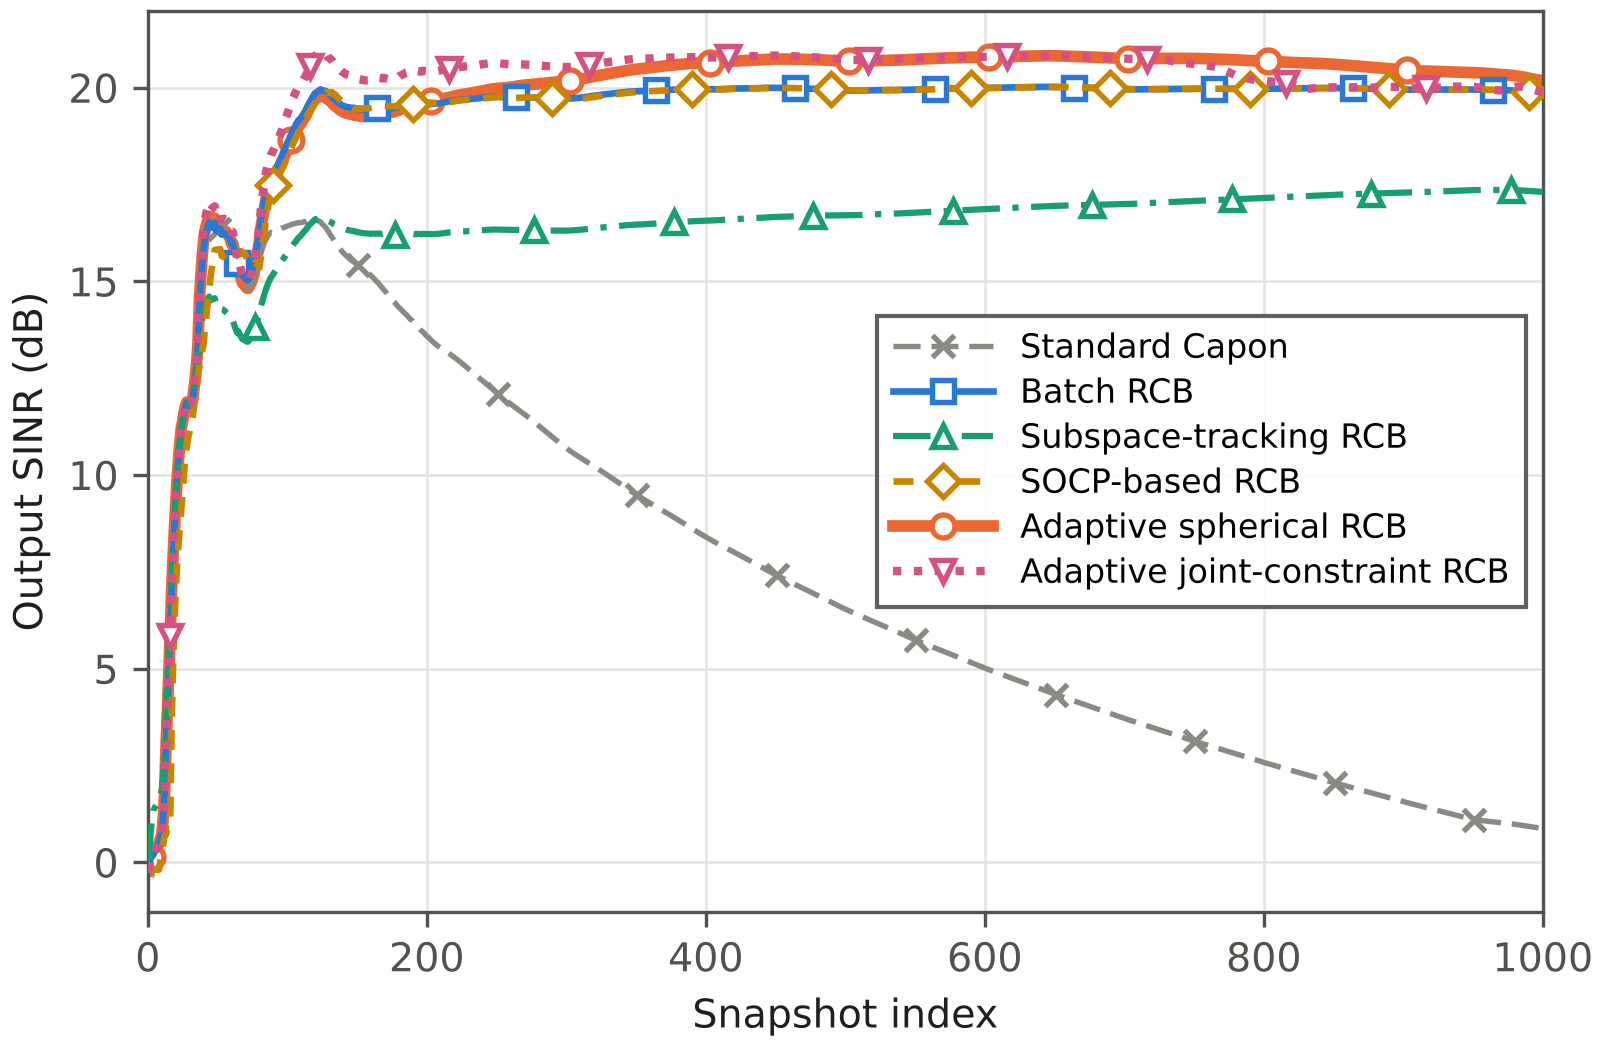 Output SINR (dB)
20
15
10
5
0
0 200 400 600 800 1000
Snapshot index
Standard Capon
Batch RCB
Subspace-tracking RCB
SOCP-based RCB
Adaptive spherical RCB
Adaptive joint-constraint RCB